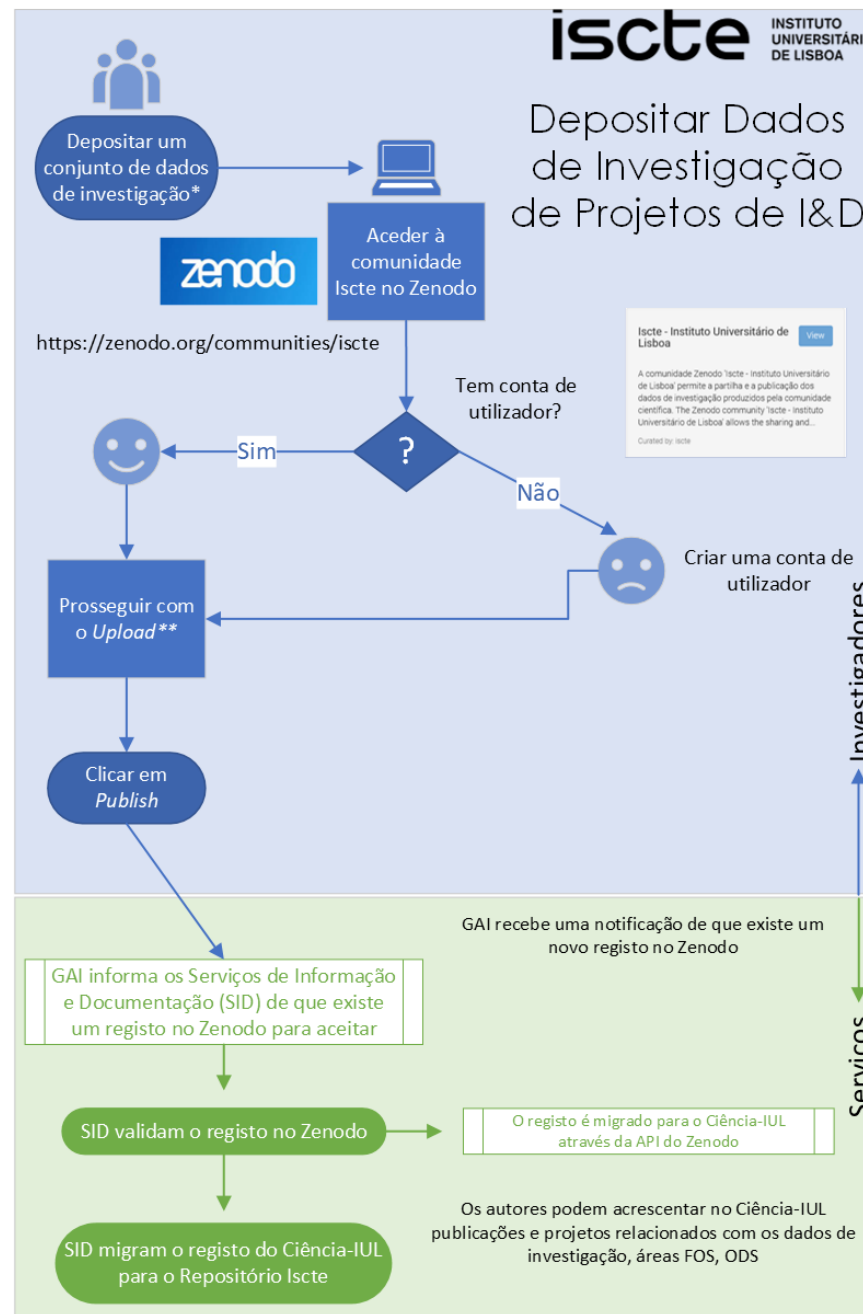 iscte
INSTITUTO
UNIVERSITÁRI
DE LISBOA
Depositar Dados
de Investigação
de Projetos de I&D
Depositar um
conjunto de dados
de investigação*
Aceder à
comunidade
Iscte no Zenodo
zenodo
https://zenodo.org/communities/iscte
Iscte - Instituto Universitário de
Lisboa
View
A comunidade Zenodo 'Iscte - Instituto Universitário
de Lisboa' permite a partilha e a publicação dos
dados de investigação produzidos pela comunidade
científica. The Zenodo community 'Iscte - Instituto
Universitário de Lisboa' allows the sharing and...
Curated by: iscte
Tem conta de
utilizador?
?
Sim
Não
Criar uma conta de
utilizador
Prosseguir com
o Upload**
Clicar em
Publish
Investigadores
Serviços
GAI recebe uma notificação de que existe um
novo registo no Zenodo
GAI informa os Serviços de Informação
e Documentação (SID) de que existe
um registo no Zenodo para aceitar
SID validam o registo no Zenodo
O registo é migrado para o Ciência-IUL
através da API do Zenodo
Os autores podem acrescentar no Ciência-IUL
publicações e projetos relacionados com os dados de
investigação, áreas FOS, ODS
SID migram o registo do Ciência-IUL
para o Repositório Iscte